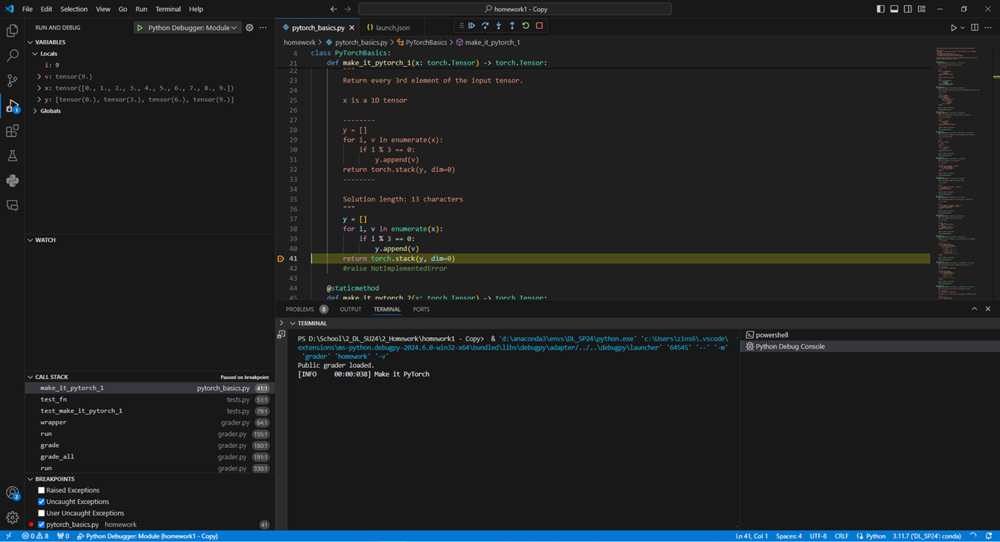 File Edit Selection View Go Run Terminal Help
homework1 - Copy
RUN AND DEBUG
Python Debugger: Module
VARIABLES
Locals
i: 9
v: tensor(9.)
x: tensor([0., 1., 2., 3., 4., 5., 6., 7., 8., 9.])
y: [tensor(0.), tensor(3.), tensor(6.), tensor(9.)]
Globals
WATCH
CALL STACK
Paused on breakpoint
make_it_pytorch_1 pytorch_basics.py 41:1
test_fn tests.py 51:1
test_make_it_pytorch_1 tests.py 79:1
wrapper grader.py 64:1
run grader.py 155:1
grade grader.py 180:1
grade_all grader.py 191:1
run grader.py 330:1
BREAKPOINTS
Raised Exceptions
Uncaught Exceptions
User Uncaught Exceptions
pytorch_basics.py homework 41
1
2
pytorch_basics.py
launch.json
homework > pytorch_basics.py > PyTorchBasics > make_it_pytorch_1
4 class PyTorchBasics:
21 def make_it_pytorch_1(x: torch.Tensor) -> torch.Tensor:
22 """
23 Return every 3rd element of the input tensor.
24
25 x is a 1D tensor
26
27 --------
28 y = []
29 for i, v in enumerate(x):
30 if i % 3 == 0:
31 y.append(v)
32 return torch.stack(y, dim=0)
33 --------
34
35 Solution length: 13 characters
36 """
37 y = []
38 for i, v in enumerate(x):
39 if i % 3 == 0:
40 y.append(v)
41 return torch.stack(y, dim=0)
42 #raise NotImplementedError
43
44 @staticmethod
45 def make_it_pytorch_2(x: torch.Tensor) -> torch.Tensor:
PROBLEMS 8 OUTPUT TERMINAL PORTS
TERMINAL
PS D:\School\2_DL_SU24\2_Homework\homework1 - Copy> & 'd:\anaconda3\envs\DL_SP24\python.exe' 'c:\Users\zins6\.vscode\
extensions\ms-python.debugpy-2024.6.0-win32-x64\bundled\libs\debugpy\adapter/../..\debugpy\launcher' '64545' '--' '-m'
'grader' 'homework' '-v'
Public grader loaded.
[INFO 00:00:038] Make it PyTorch
powershell
Python Debug Console
0 8 0 Python Debugger: Module (homework1 - Copy)
Ln 41, Col 1 Spaces: 4 UTF-8 CRLF Python 3.11.7 ('DL_SP24': conda)